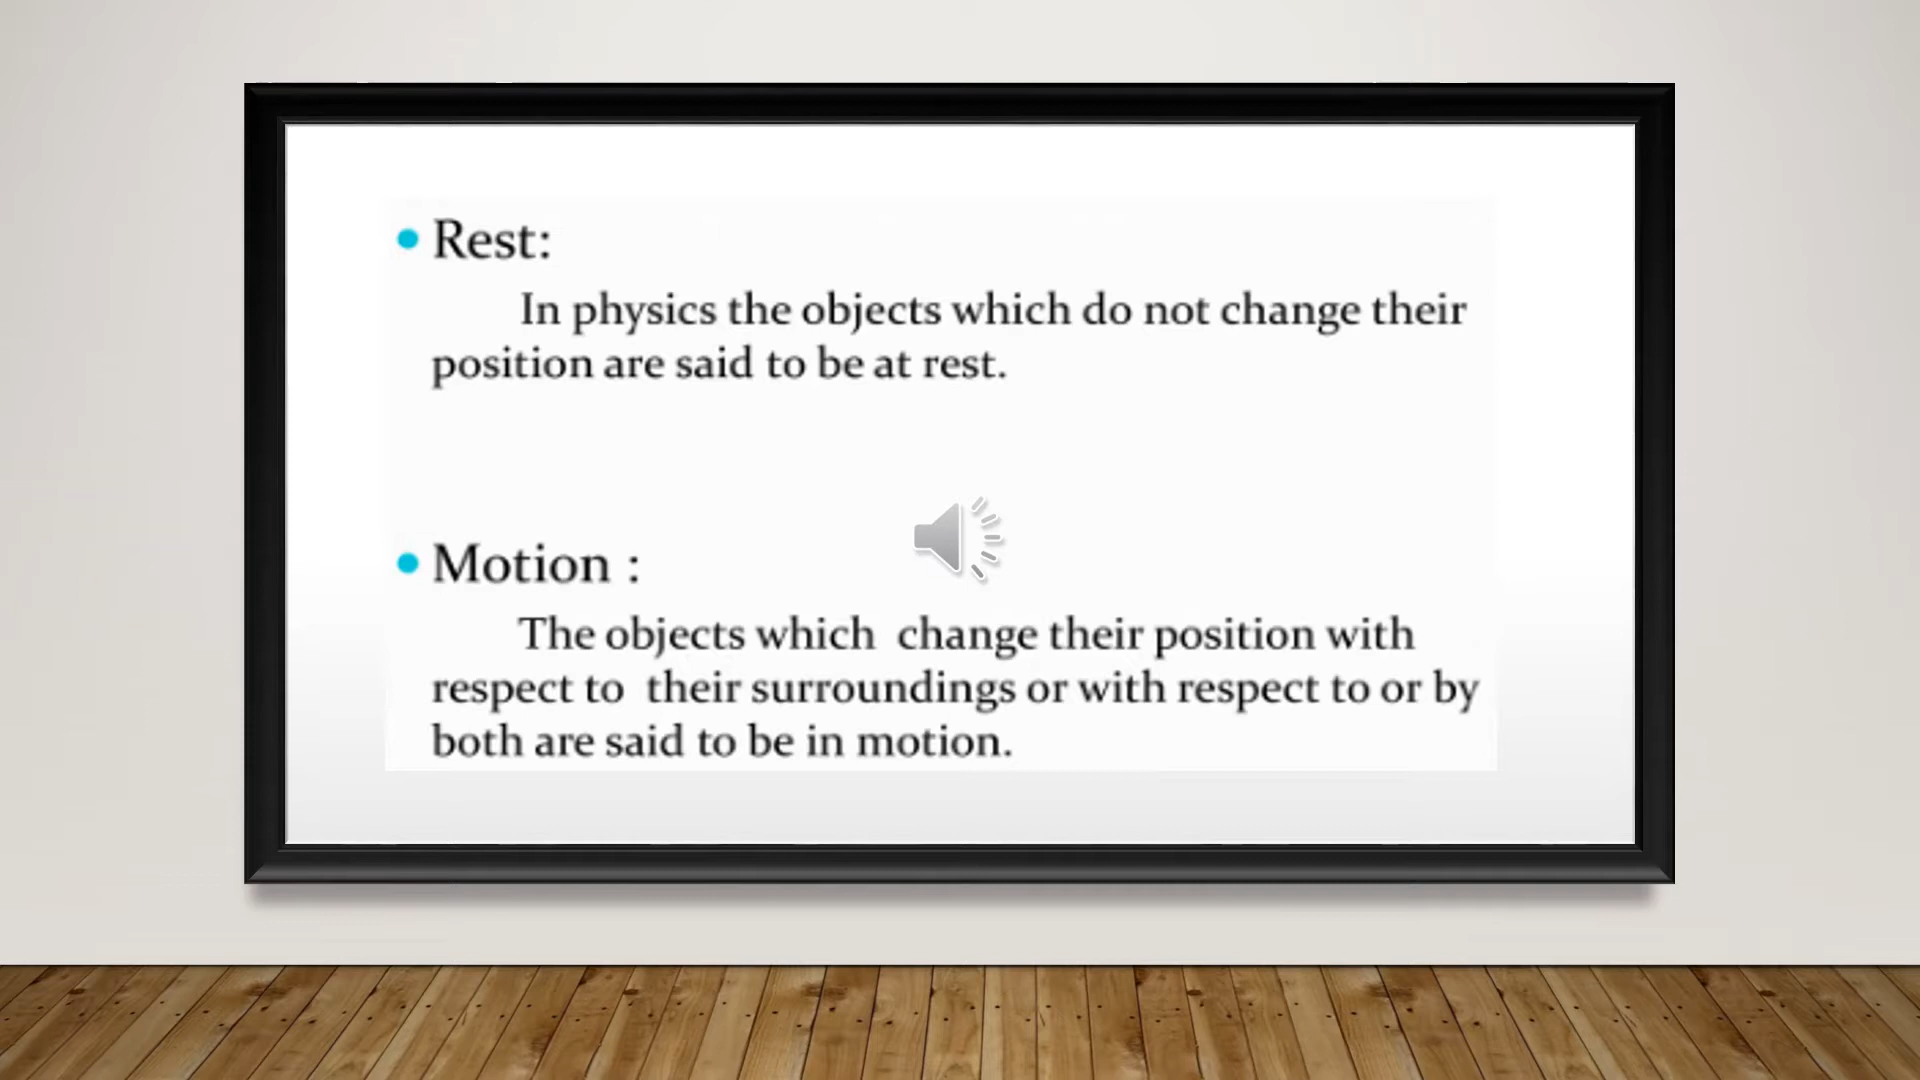 • Rest:
In physics the objects which do not change their
position are said to be at rest.
• Motion :
The objects which change their position with
respect to their surroundings or with respect to or by
both are said to be in motion.